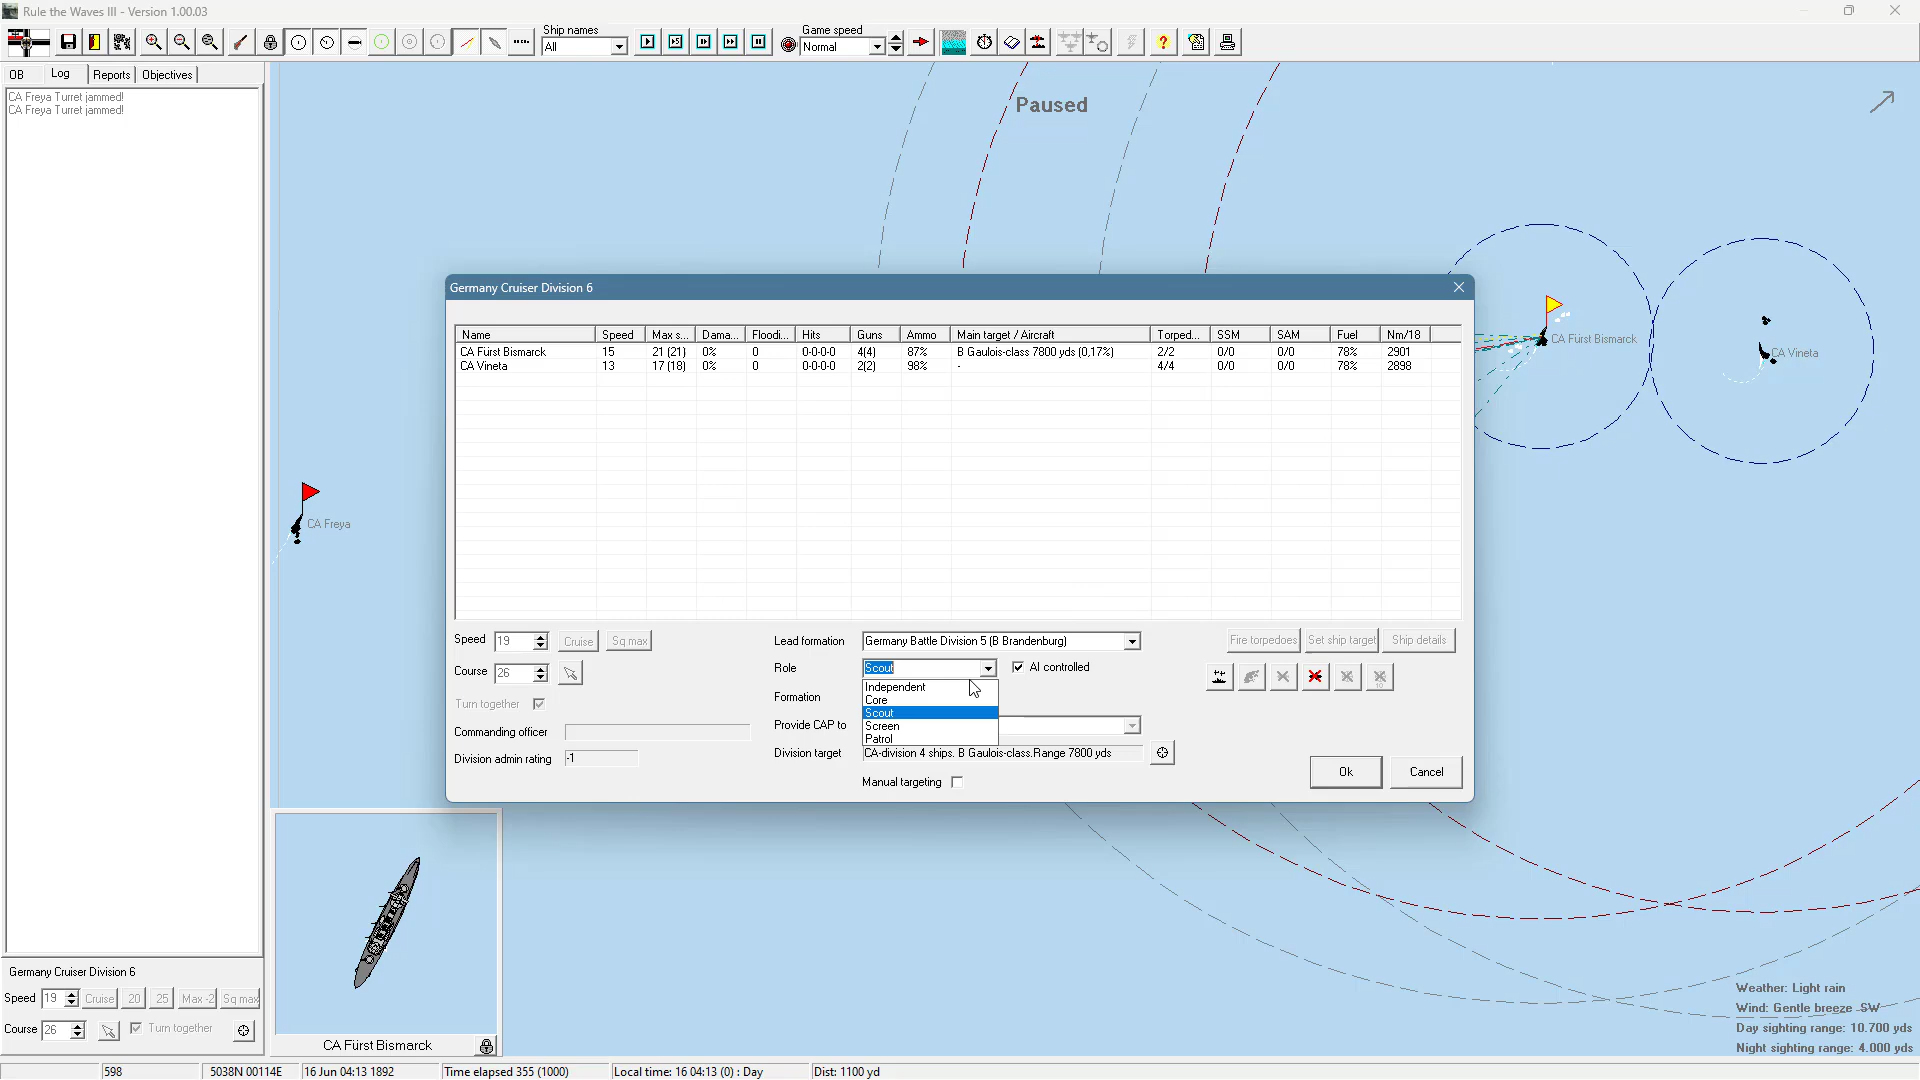 Rule the Waves III - Version 1.00.03
Ship names
All
Game speed
Normal
OB
Log
Reports
Objectives
CA Freya Turret jammed!
CA Freya Turret jammed!
Paused
CA Freya
CA Fürst Bismarck
CA Vineta
Germany Cruiser Division 6
Name Speed Max s... Dama... Floodi... Hits Guns Ammo Main target / Aircraft Torped... SSM SAM Fuel Nm/18
CA Fürst Bismarck 15 21 (21) 0% 0 0-0-0-0 4(4) 87% B Gaulois-class 7800 yds (0,17%) 2/2 0/0 0/0 78% 2901
CA Vineta 13 17 (18) 0% 0 0-0-0-0 2(2) 98% - 4/4 0/0 0/0 78% 2898
Speed 19 Cruise Sq max
Course 26
Turn together
Commanding officer
Division admin rating -1
Lead formation Germany Battle Division 5 (B Brandenburg)
Role Scout AI controlled
Independent
Core
Scout
Screen
Patrol
Formation
Provide CAP to
Division target CA-division 4 ships. B Gaulois-class.Range 7800 yds
Manual targeting
Fire torpedoes Set ship target Ship details
10
Ok Cancel
Germany Cruiser Division 6
Speed 19 Cruise 20 25 Max -2 Sq max
Course 26 Turn together
CA Fürst Bismarck
Weather: Light rain
Wind: Gentle breeze SW
Day sighting range: 10.700 yds
Night sighting range: 4.000 yds
598 5038N 00114E 16 Jun 04:13 1892 Time elapsed 355 (1000) Local time: 16 04:13 (0) : Day Dist: 1100 yd